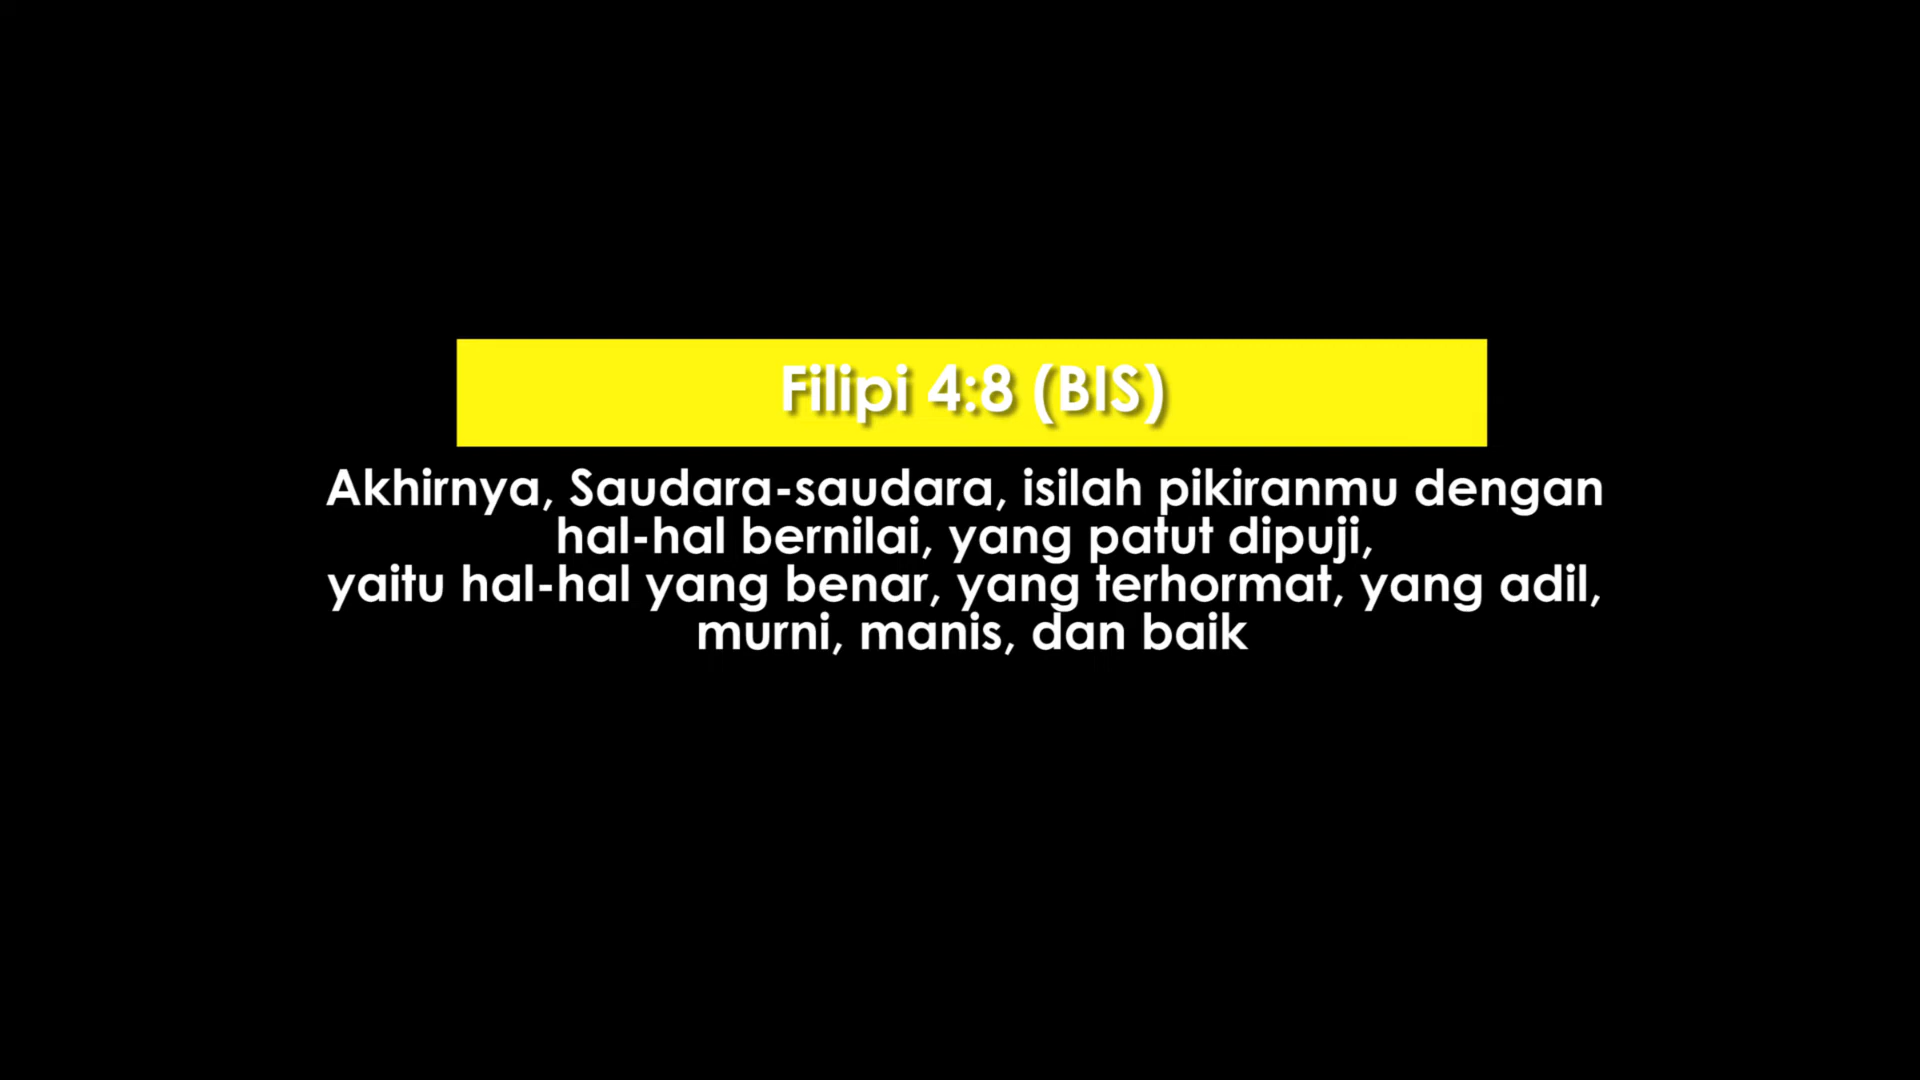 Filipi 4:8 (BIS)
Akhirnya, Saudara-saudara, isilah pikiranmu dengan
hal-hal bernilai, yang patut dipuji,
yaitu hal-hal yang benar, yang terhormat, yang adil,
murni, manis, dan baik